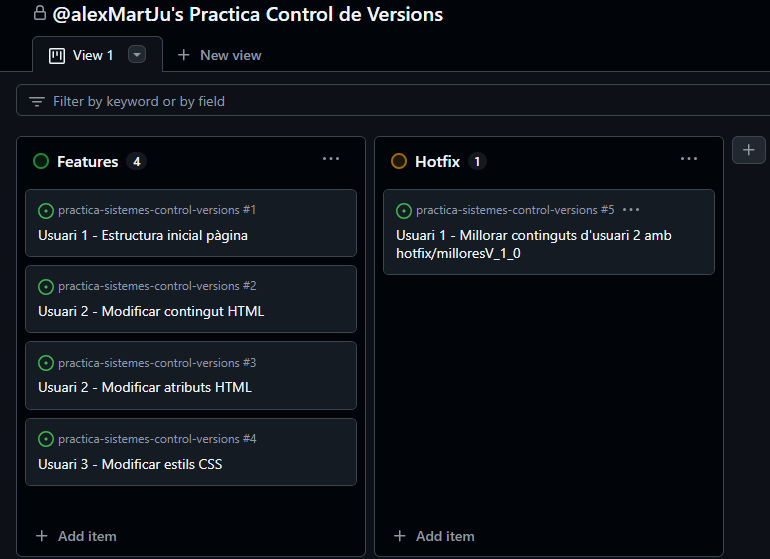 @alexMartJu's Practica Control de Versions
View 1
New view
Filter by keyword or by field
Features 4
practica-sistemes-control-versions #1
Usuari 1 - Estructura inicial pàgina
practica-sistemes-control-versions #2
Usuari 2 - Modificar contingut HTML
practica-sistemes-control-versions #3
Usuari 2 - Modificar atributs HTML
practica-sistemes-control-versions #4
Usuari 3 - Modificar estils CSS
Add item
Hotfix 1
practica-sistemes-control-versions #5
Usuari 1 - Millorar continguts d'usuari 2 amb
hotfix/milloresV_1_0
Add item